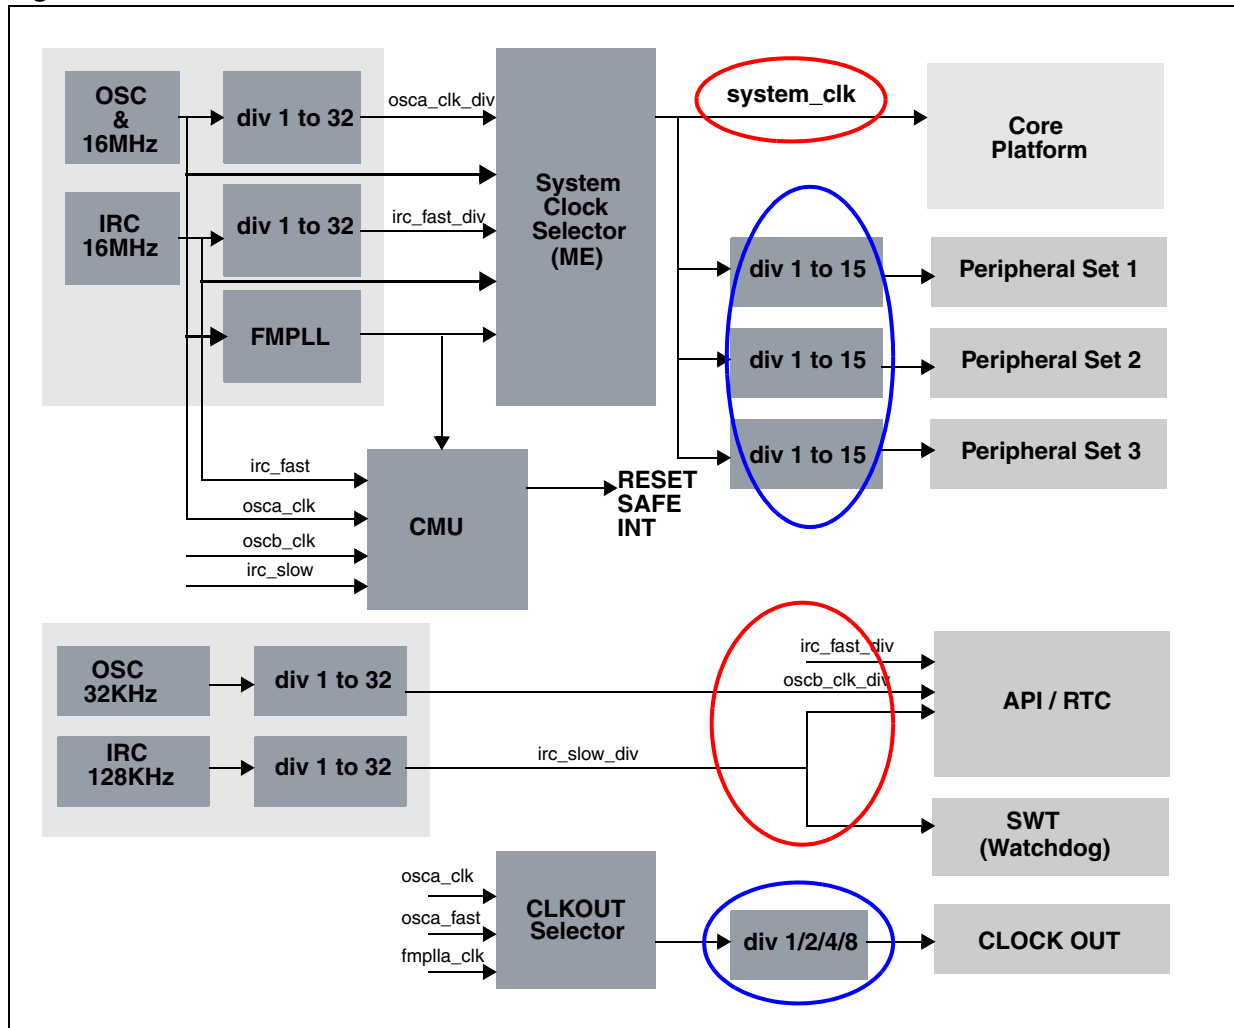 OSC
&
16MHz
div 1 to 32
osca_clk_div
IRC
16MHz
div 1 to 32
irc_fast_div
FMPLL
System
Clock
Selector
(ME)
system_clk
Core
Platform
div 1 to 15
Peripheral Set 1
div 1 to 15
Peripheral Set 2
div 1 to 15
Peripheral Set 3
irc_fast
osca_clk
oscb_clk
irc_slow
CMU
RESET
SAFE
INT
OSC
32KHz
div 1 to 32
IRC
128KHz
div 1 to 32
irc_fast_div
oscb_clk_div
irc_slow_div
API / RTC
SWT
(Watchdog)
osca_clk
osca_fast
fmplla_clk
CLKOUT
Selector
div 1/2/4/8
CLOCK OUT